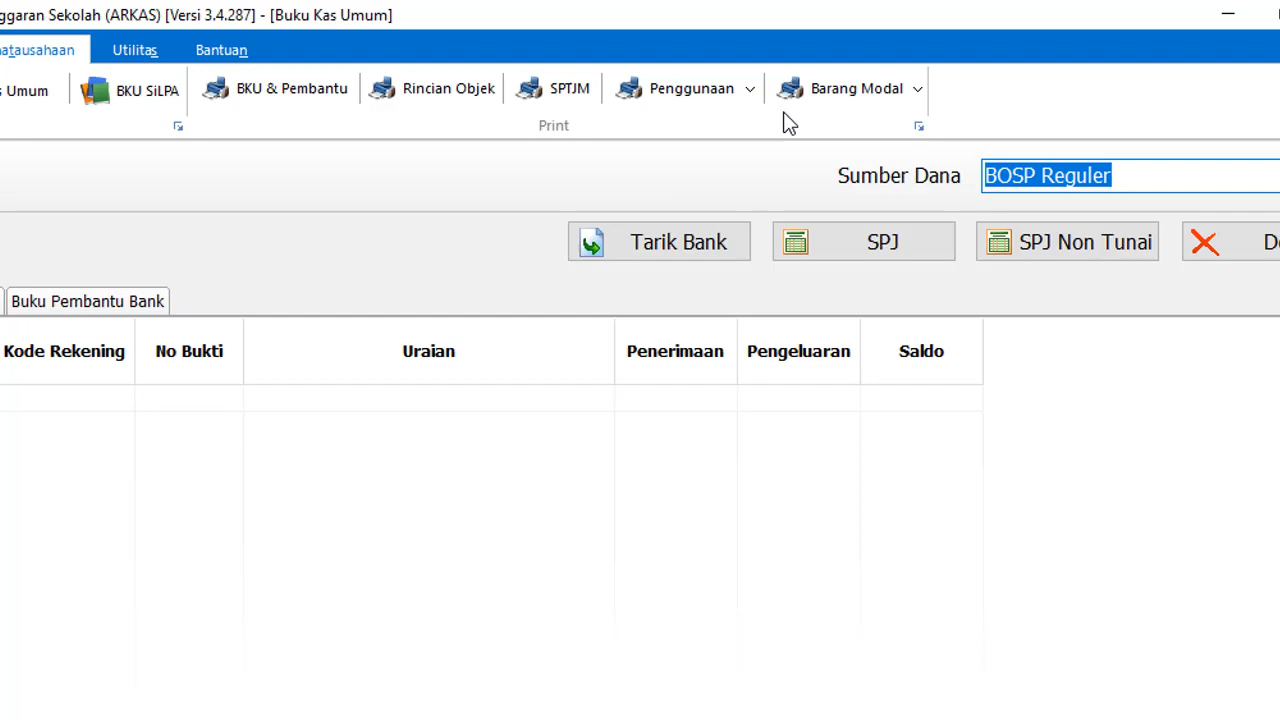 ggaran Sekolah (ARKAS) [Versi 3.4.287] - [Buku Kas Umum]
atausahaan Utilitas Bantuan
s Umum BKU SiLPA BKU & Pembantu Rincian Objek SPTJM Penggunaan Barang Modal
Print
Sumber Dana BOSP Reguler
Tarik Bank SPJ SPJ Non Tunai De
Buku Pembantu Bank
Kode Rekening No Bukti Uraian Penerimaan Pengeluaran Saldo